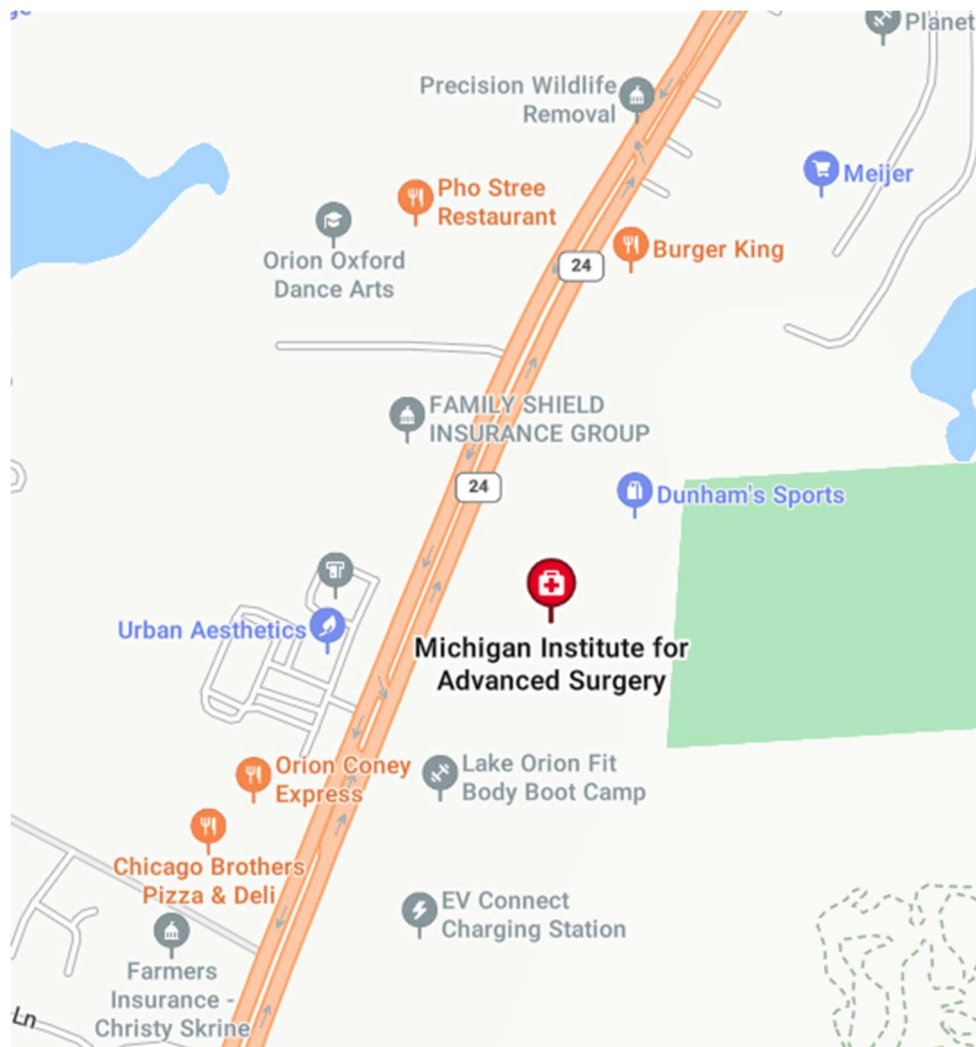 Planet
Precision Wildlife
Removal
Meijer
Pho Stree
Restaurant
Orion Oxford
Dance Arts
Burger King
24
FAMILY SHIELD
INSURANCE GROUP
24
Dunham's Sports
Urban Aesthetics
Michigan Institute for
Advanced Surgery
Orion Coney
Express
Lake Orion Fit
Body Boot Camp
Chicago Brothers
Pizza & Deli
EV Connect
Charging Station
Farmers
Insurance -
Christy Skrine
Ln